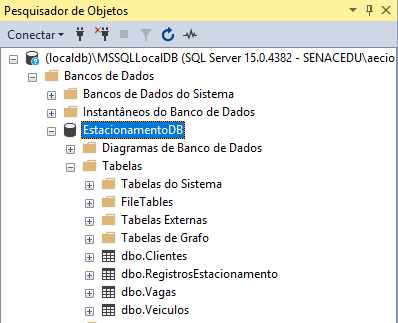 Pesquisador de Objetos
Conectar
(localdb)\MSSQLLocalDB (SQL Server 15.0.4382 - SENACEDU\aecio
Bancos de Dados
Bancos de Dados do Sistema
Instantâneos do Banco de Dados
EstacionamentoDB
Diagramas de Banco de Dados
Tabelas
Tabelas do Sistema
FileTables
Tabelas Externas
Tabelas de Grafo
dbo.Clientes
dbo.RegistrosEstacionamento
dbo.Vagas
dbo.Veiculos